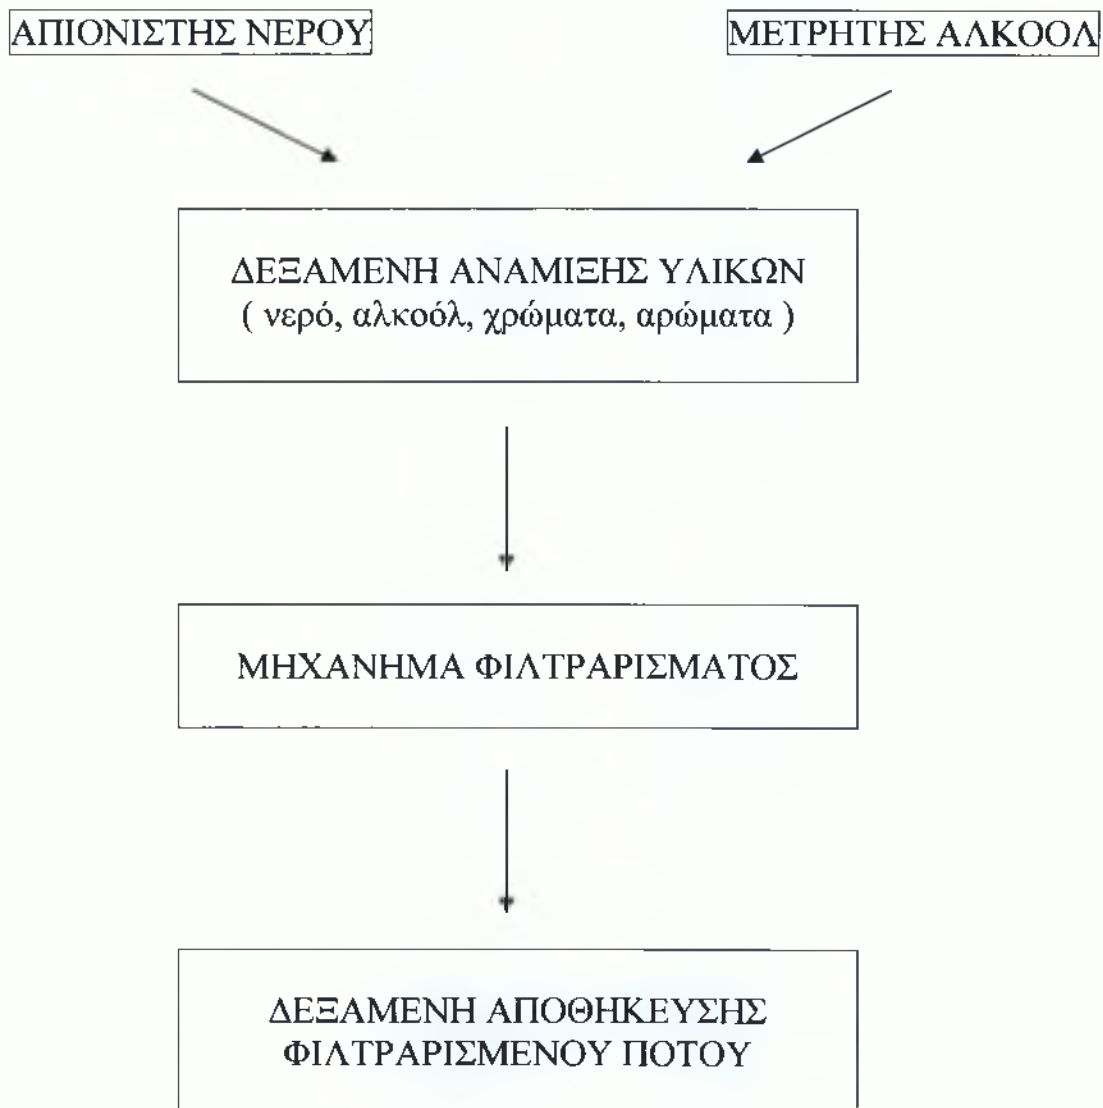 ΑΠΙΟΝΙΣΤΗΣ ΝΕΡΟΥ
ΜΕΤΡΗΤΗΣ ΑΛΚΟΟΛ
ΔΕΞΑΜΕΝΗ ΑΝΑΜΙΞΗΣ ΥΛΙΚΩΝ
( νερό, αλκοόλ, χρώματα, αρώματα )
ΜΗΧΑΝΗΜΑ ΦΙΛΤΡΑΡΙΣΜΑΤΟΣ
ΔΕΞΑΜΕΝΗ ΑΠΟΘΗΚΕΥΣΗΣ
ΦΙΛΤΡΑΡΙΣΜΕΝΟΥ ΠΟΤΟΥ